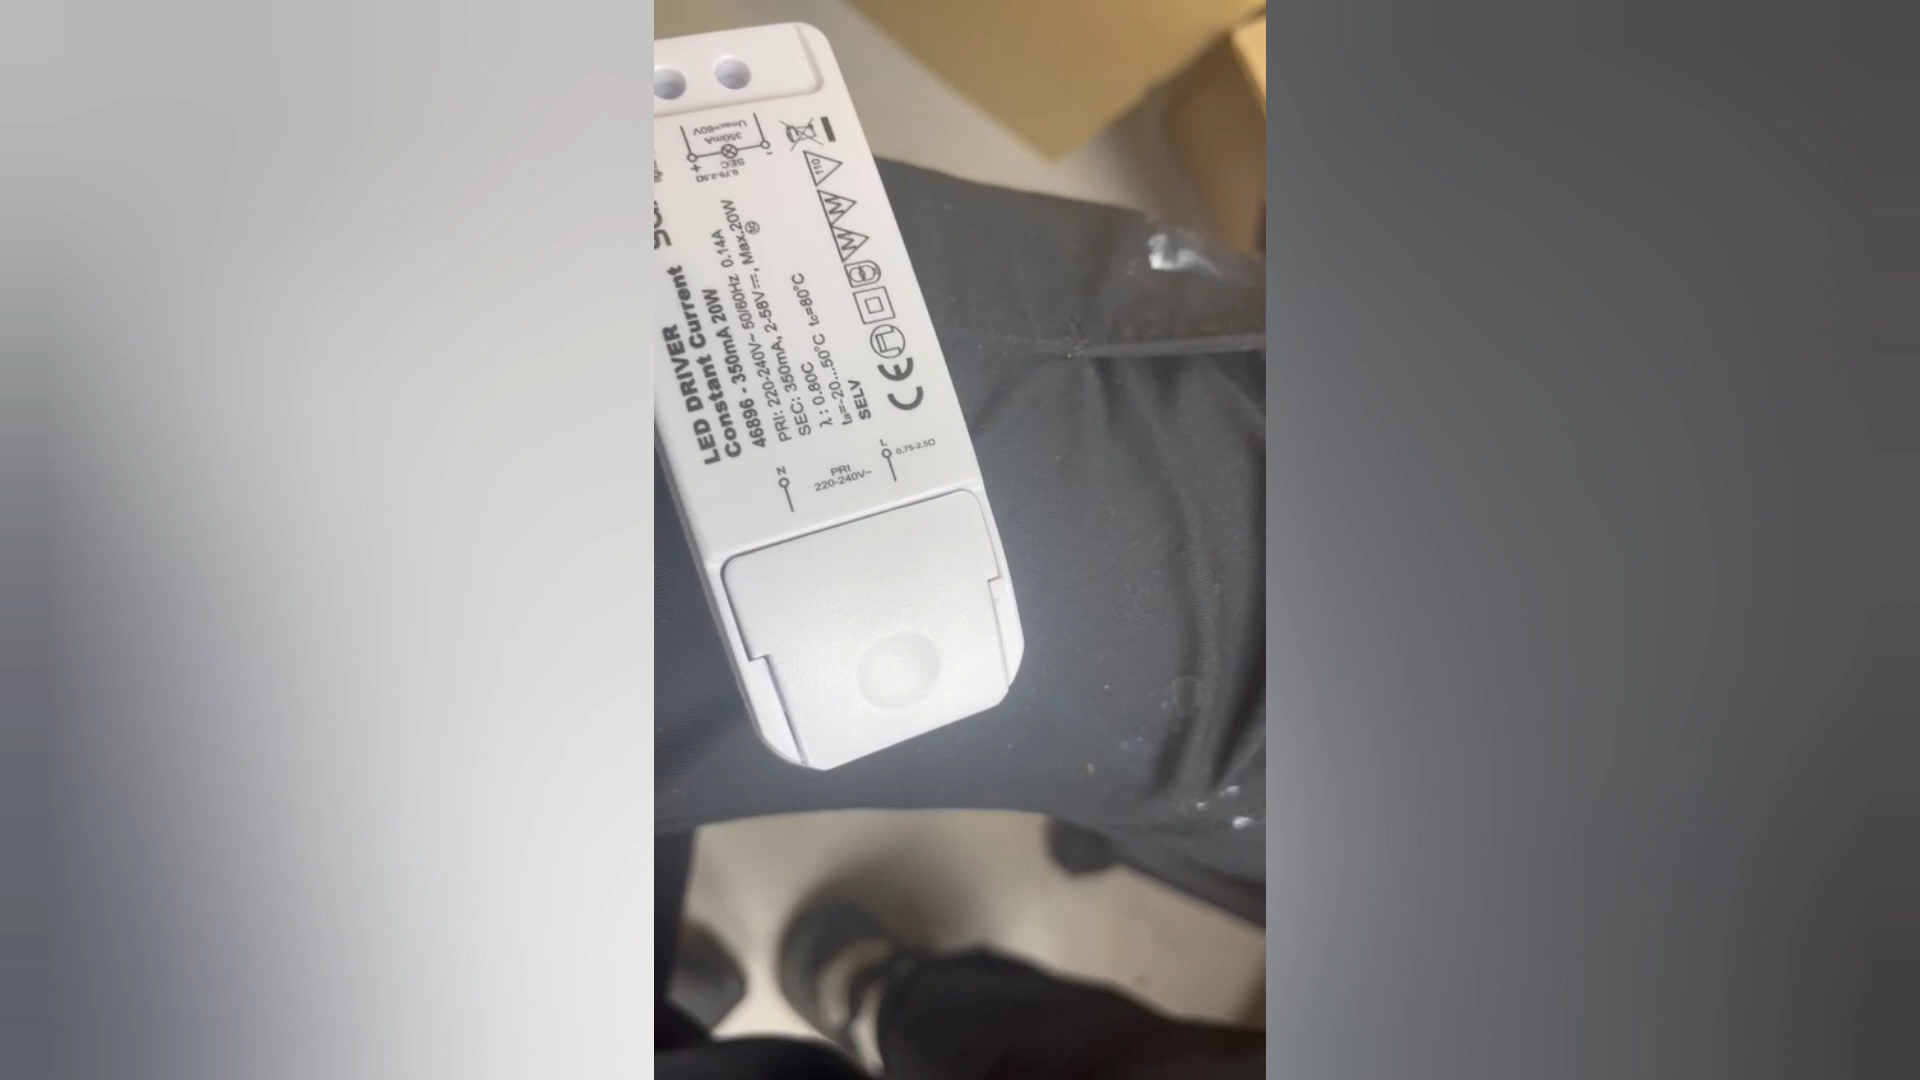 LED DRIVER
Constant Current
46896 - 350mA 20W
PRI: 220-240V~ 50/60Hz 0.14A
SEC: 350mA, 2-58V⎓, Max.20W
λ: 0.80C
ta=-20...50°C tc=80°C
SELV
110
M M
CE
0.75-2.5
SEC
+ -
350mA
Umax=60V
N
PRI
220-240V~
L
0.75-2.5